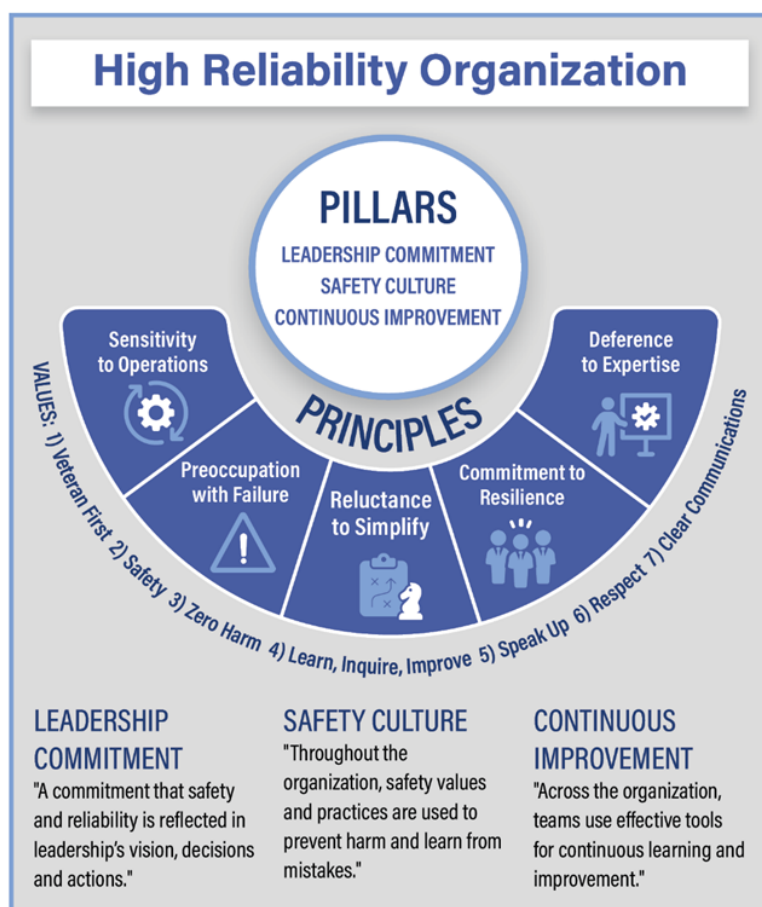 High Reliability Organization
PILLARS
LEADERSHIP COMMITMENT
SAFETY CULTURE
CONTINUOUS IMPROVEMENT
PRINCIPLES
Sensitivity
to Operations
Preoccupation
with Failure
Reluctance
to Simplify
Commitment to
Resilience
Deference
to Expertise
VALUES: 1) Veteran First 2) Safety 3) Zero Harm 4) Learn, Inquire, Improve 5) Speak Up 6) Respect 7) Clear Communications
LEADERSHIP
COMMITMENT
"A commitment that safety
and reliability is reflected in
leadership's vision, decisions
and actions."
SAFETY CULTURE
"Throughout the
organization, safety values
and practices are used to
prevent harm and learn from
mistakes."
CONTINUOUS
IMPROVEMENT
"Across the organization,
teams use effective tools
for continuous learning and
improvement."